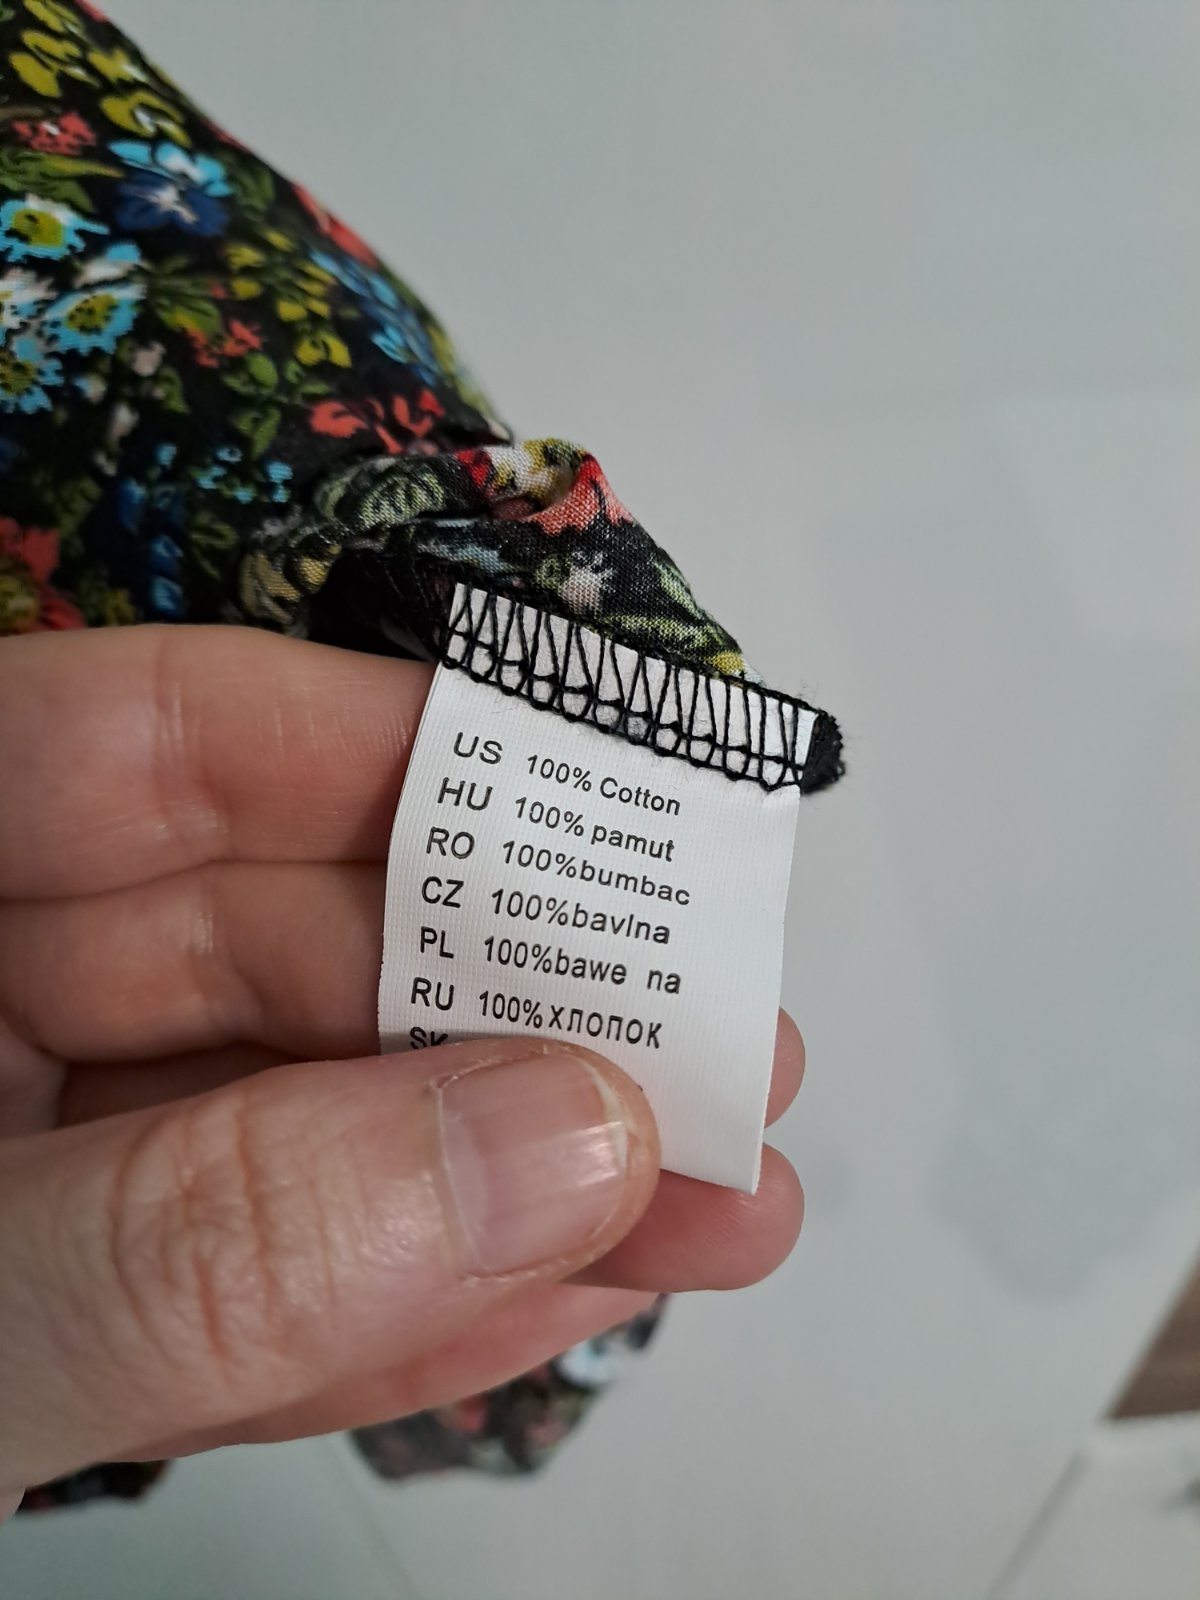 US 100% Cotton
HU 100% pamut
RO 100%bumbac
CZ 100%bavlna
PL 100%bawe na
RU 100%хлопок
SK